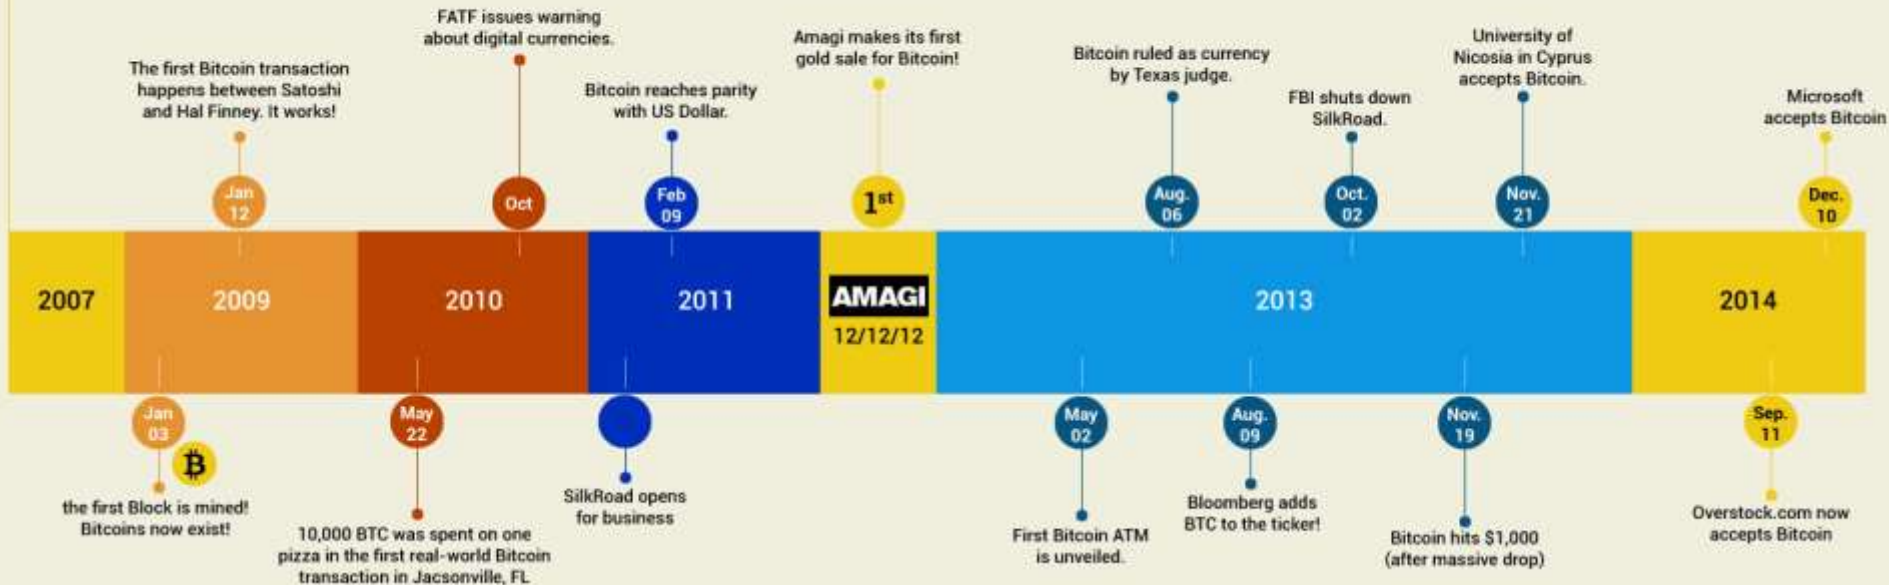 FATF issues warning
about digital currencies.
The first Bitcoin transaction
happens between Satoshi
and Hal Finney. It works!
Bitcoin reaches parity
with US Dollar.
Amagi makes its first
gold sale for Bitcoin!
Bitcoin ruled as currency
by Texas judge.
FBI shuts down
SilkRoad.
University of
Nicosia in Cyprus
accepts Bitcoin.
Microsoft
accepts Bitcoin
Jan
12
Oct
Feb
09
1st
Aug.
06
Oct.
02
Nov.
21
Dec.
10
2007
2009
2010
2011
AMAGI
12/12/12
2013
2014
Jan
03
May
22
May
02
Aug.
09
Nov.
19
Sep.
11
₿
the first Block is mined!
Bitcoins now exist!
10,000 BTC was spent on one
pizza in the first real-world Bitcoin
transaction in Jacsonville, FL
SilkRoad opens
for business
First Bitcoin ATM
is unveiled.
Bloomberg adds
BTC to the ticker!
Bitcoin hits $1,000
(after massive drop)
Overstock.com now
accepts Bitcoin